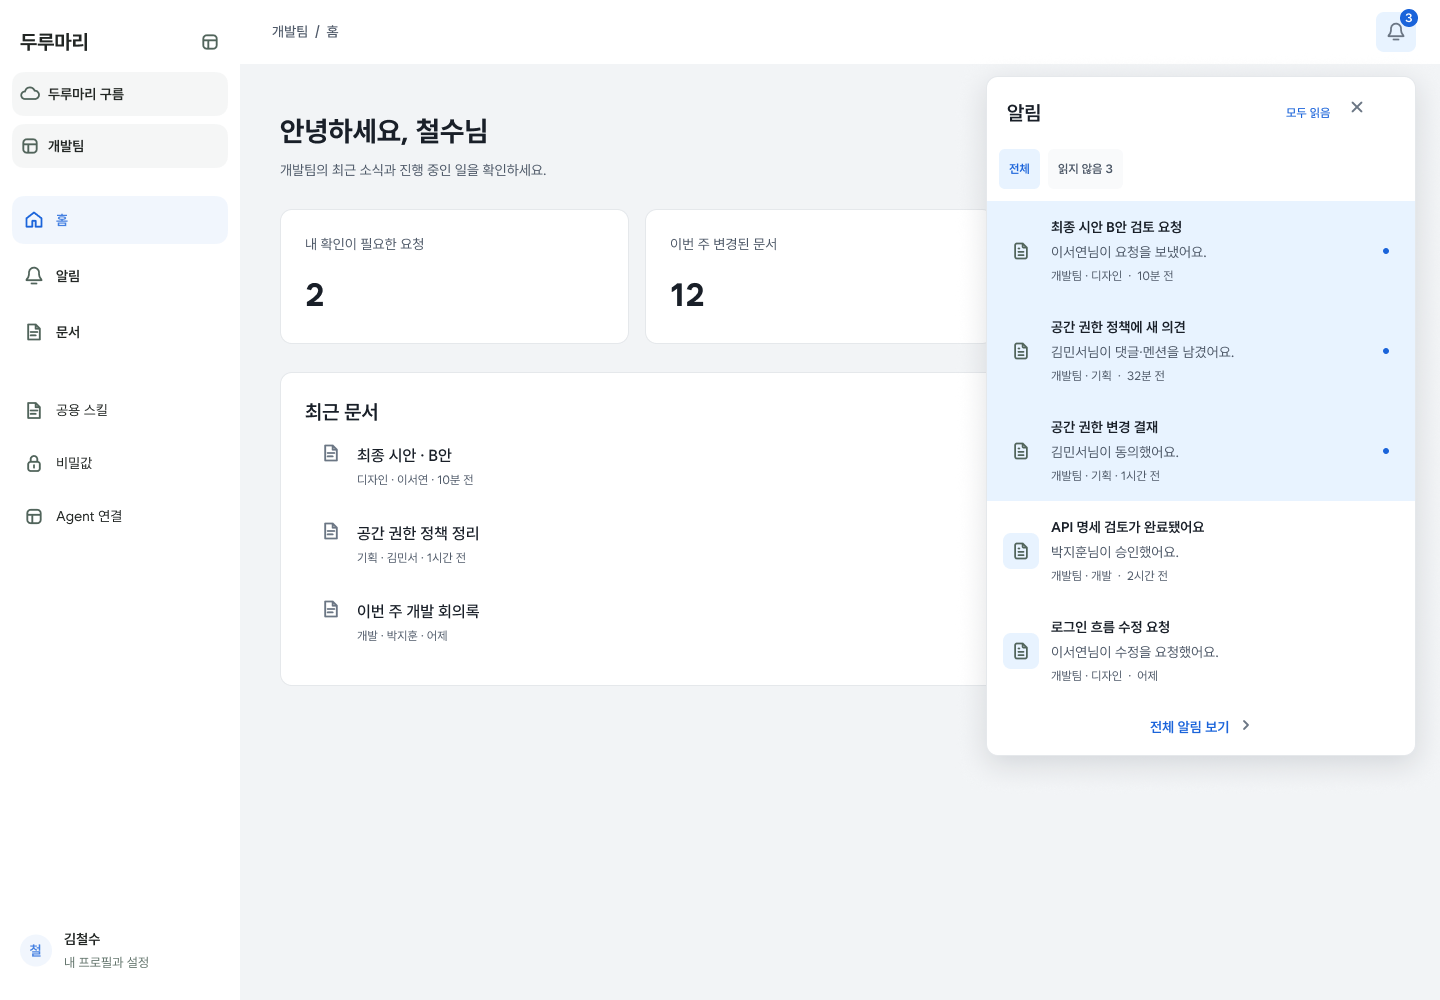 두루마리
두루마리 구름
개발팀
홈
알림
문서
공용 스킬
비밀값
Agent 연결
철
김철수
내 프로필과 설정
개발팀 / 홈
3
안녕하세요, 철수님
개발팀의 최근 소식과 진행 중인 일을 확인하세요.
내 확인이 필요한 요청
2
이번 주 변경된 문서
12
최근 문서
최종 시안 · B안
디자인 · 이서연 · 10분 전
공간 권한 정책 정리
기획 · 김민서 · 1시간 전
이번 주 개발 회의록
개발 · 박지훈 · 어제
알림
모두 읽음
전체
읽지 않음 3
최종 시안 B안 검토 요청
이서연님이 요청을 보냈어요.
개발팀 · 디자인 · 10분 전
공간 권한 정책에 새 의견
김민서님이 댓글·멘션을 남겼어요.
개발팀 · 기획 · 32분 전
공간 권한 변경 결재
김민서님이 동의했어요.
개발팀 · 기획 · 1시간 전
API 명세 검토가 완료됐어요
박지훈님이 승인했어요.
개발팀 · 개발 · 2시간 전
로그인 흐름 수정 요청
이서연님이 수정을 요청했어요.
개발팀 · 디자인 · 어제
전체 알림 보기